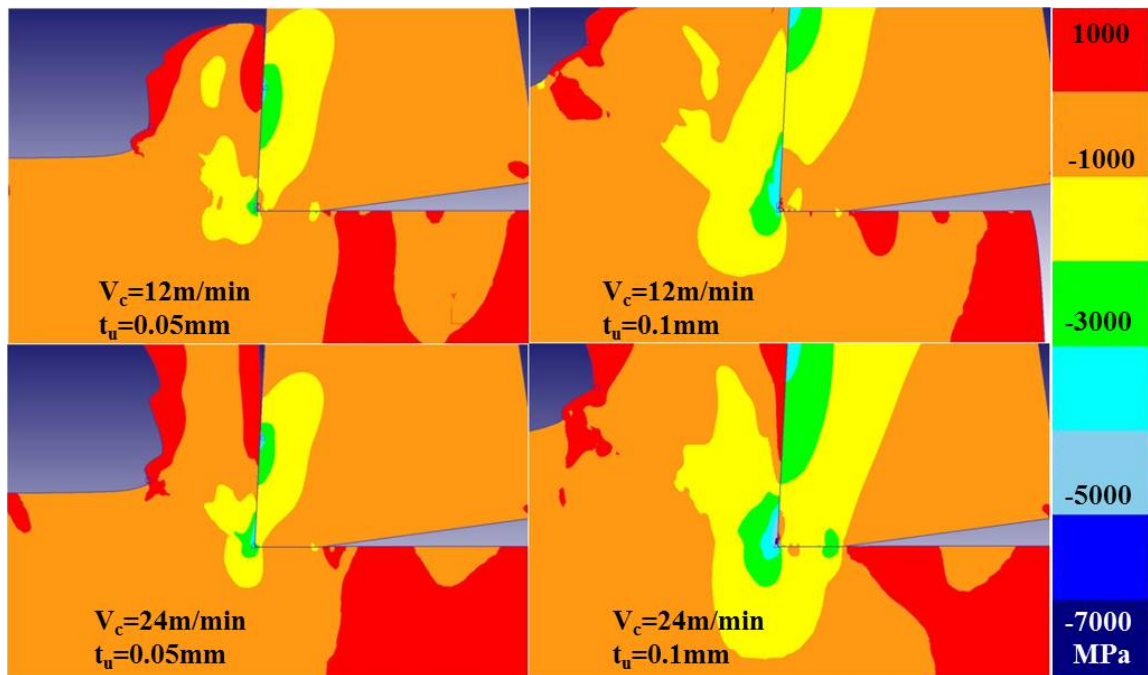 V_c=12m/min
t_u=0.05mm
V_c=12m/min
t_u=0.1mm
V_c=24m/min
t_u=0.05mm
V_c=24m/min
t_u=0.1mm
1000
-1000
-3000
-5000
-7000
MPa